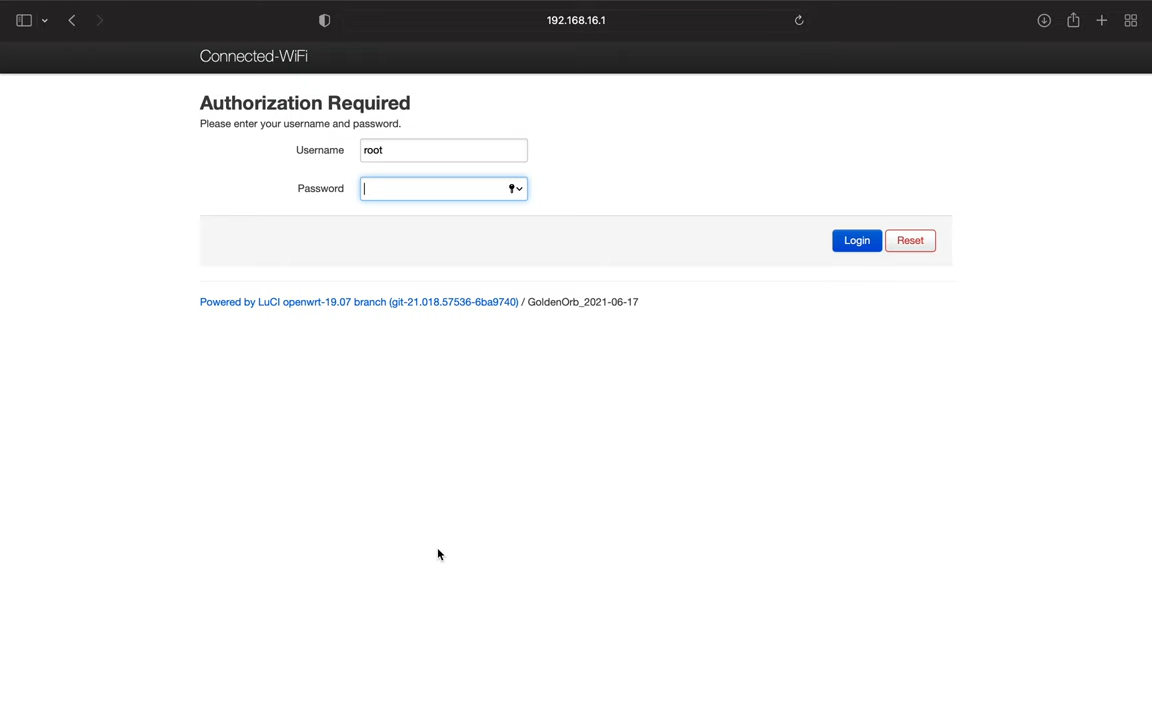 192.168.16.1
Connected-WiFi
Authorization Required
Please enter your username and password.
Username root
Password
Login Reset
Powered by LuCI openwrt-19.07 branch (git-21.018.57536-6ba9740) / GoldenOrb_2021-06-17